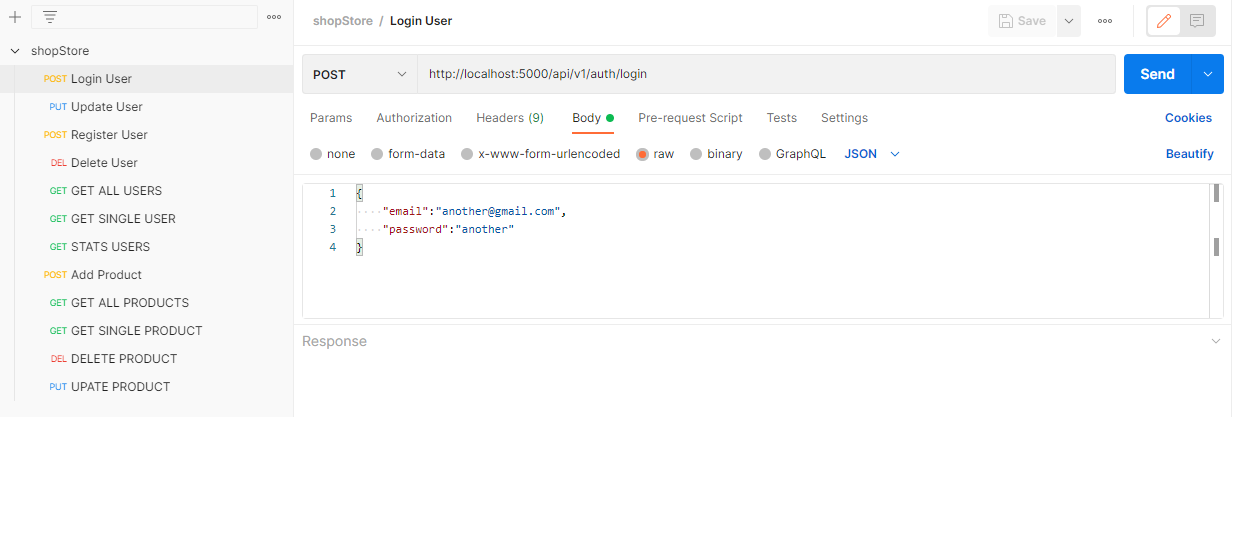 shopStore
POST Login User
PUT Update User
POST Register User
DEL Delete User
GET GET ALL USERS
GET GET SINGLE USER
GET STATS USERS
POST Add Product
GET GET ALL PRODUCTS
GET GET SINGLE PRODUCT
DEL DELETE PRODUCT
PUT UPATE PRODUCT
shopStore / Login User
Save
POST http://localhost:5000/api/v1/auth/login Send
Params Authorization Headers (9) Body Pre-request Script Tests Settings Cookies
none form-data x-www-form-urlencoded raw binary GraphQL JSON Beautify
1 {
2 "email":"another@gmail.com",
3 "password":"another"
4 }
Response